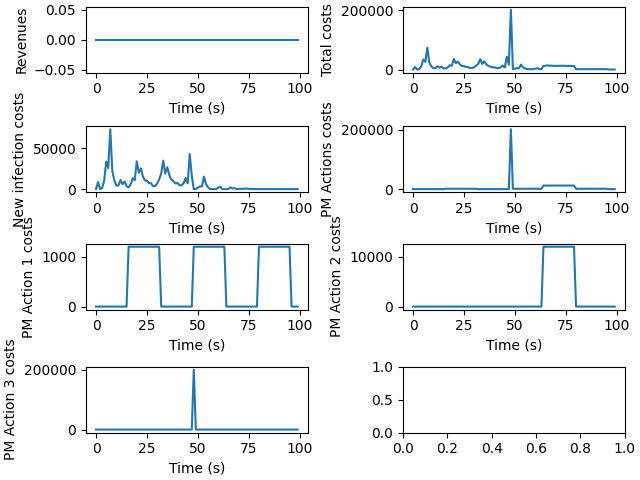 Revenues
0.05
0.00
−0.05
0 25 50 75 100
Time (s)
Total costs
200000
0
0 25 50 75 100
Time (s)
New infection costs
50000
0
0 25 50 75 100
Time (s)
PM Actions costs
200000
0
0 25 50 75 100
Time (s)
PM Action 1 costs
1000
0
0 25 50 75 100
Time (s)
PM Action 2 costs
10000
0
0 25 50 75 100
Time (s)
PM Action 3 costs
200000
0
0 25 50 75 100
Time (s)
1.0
0.5
0.0
0.0 0.2 0.4 0.6 0.8 1.0